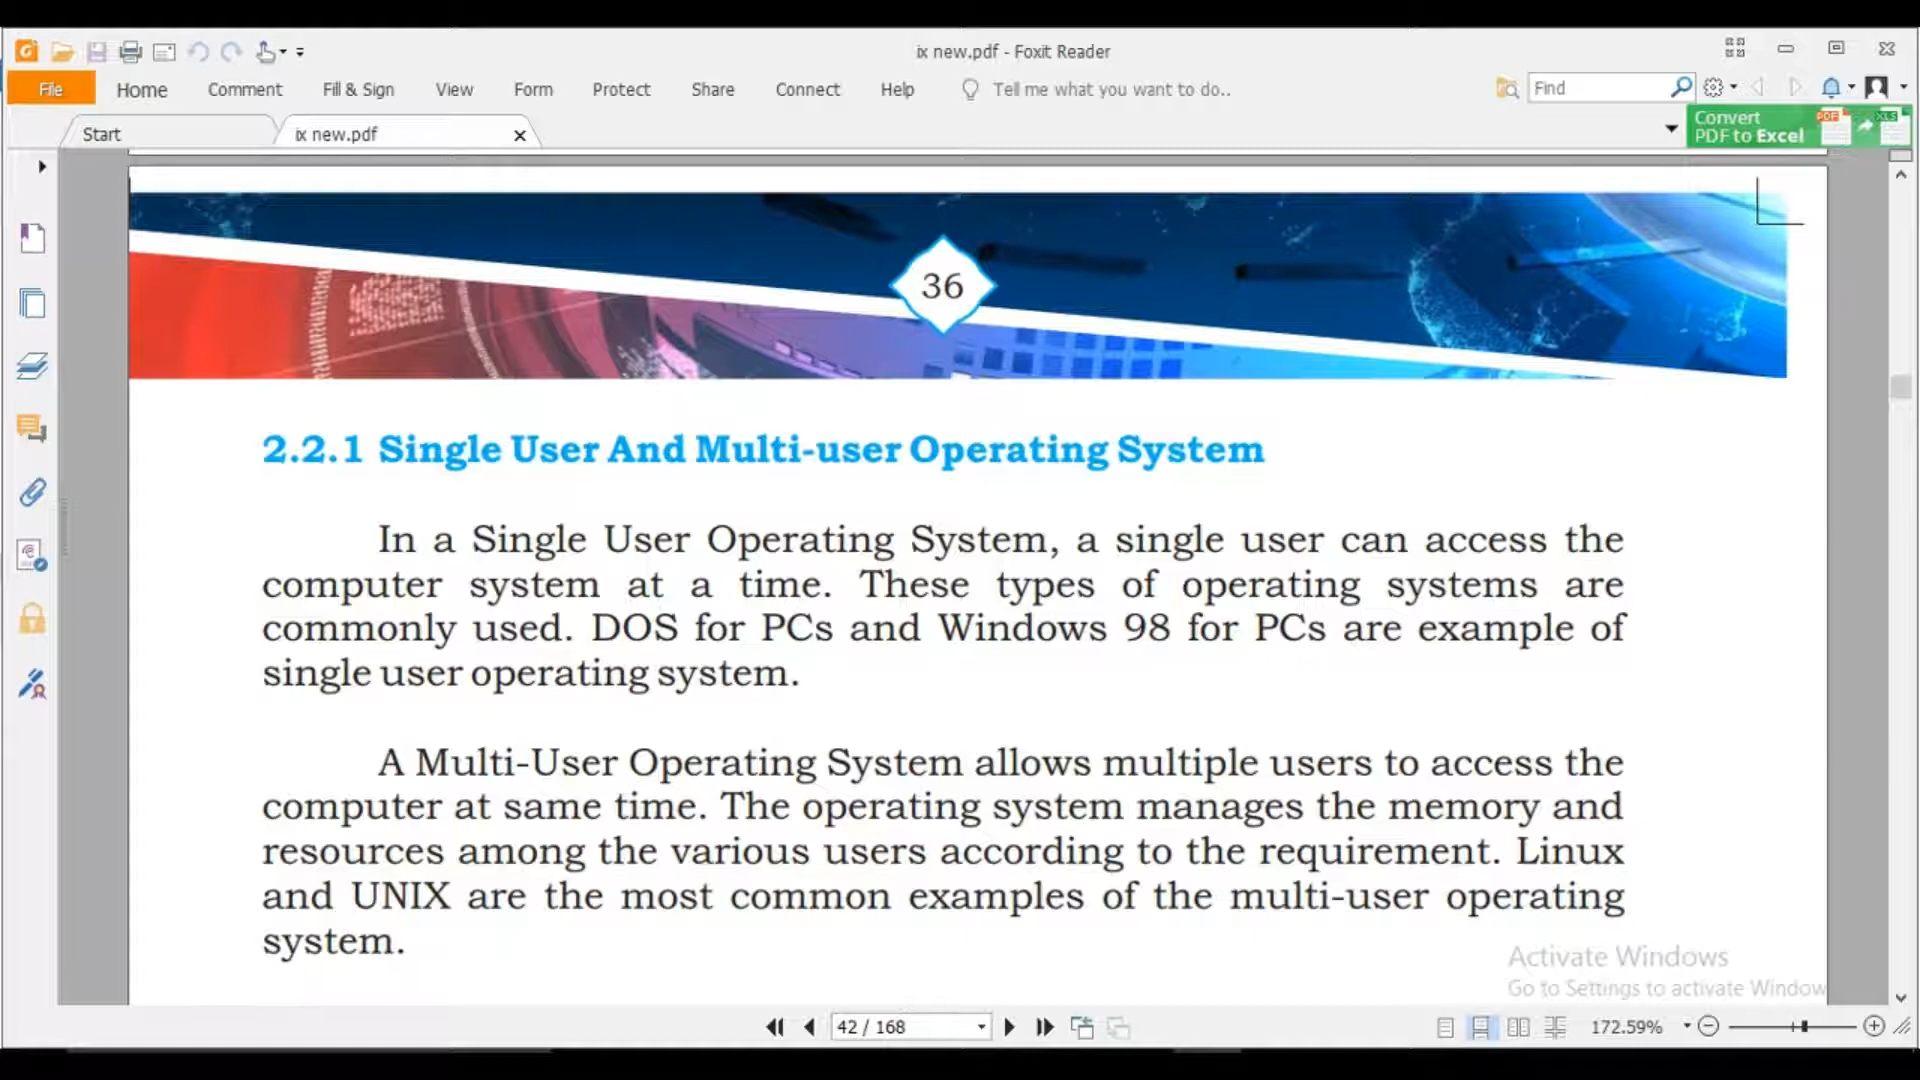 ix new.pdf - Foxit Reader
File Home Comment Fill & Sign View Form Protect Share Connect Help Tell me what you want to do.. Find
Start ix new.pdf
Convert
PDF to Excel
PDF XLS
36
2.2.1 Single User And Multi-user Operating System
In a Single User Operating System, a single user can access the
computer system at a time. These types of operating systems are
commonly used. DOS for PCs and Windows 98 for PCs are example of
single user operating system.
A Multi-User Operating System allows multiple users to access the
computer at same time. The operating system manages the memory and
resources among the various users according to the requirement. Linux
and UNIX are the most common examples of the multi-user operating
system.
Activate Windows
Go to Settings to activate Window
42 / 168 172.59%